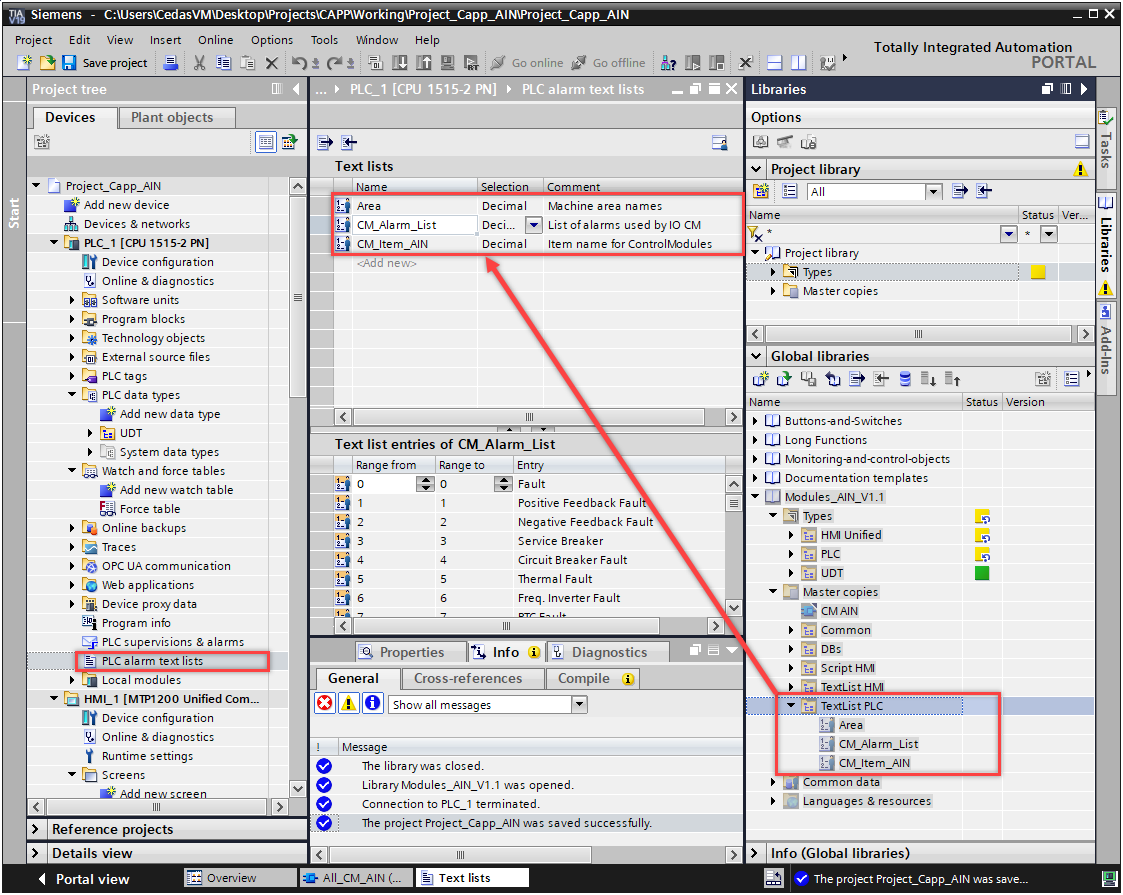 Siemens - C:\Users\CedasVM\Desktop\Projects\CAPP\Working\Project_Capp_AIN\Project_Capp_AIN
Project Edit View Insert Online Options Tools Window Help
Totally Integrated Automation
PORTAL
Save project
Go online
Go offline
Project tree
Devices
Plant objects
Start
Project_Capp_AIN
Add new device
Devices & networks
PLC_1 [CPU 1515-2 PN]
Device configuration
Online & diagnostics
Software units
Program blocks
Technology objects
External source files
PLC tags
PLC data types
Add new data type
UDT
System data types
Watch and force tables
Add new watch table
Force table
Online backups
Traces
OPC UA communication
Web applications
Device proxy data
Program info
PLC supervisions & alarms
PLC alarm text lists
Local modules
HMI_1 [MTP1200 Unified Com...
Device configuration
Online & diagnostics
Runtime settings
Screens
Add new screen
Reference projects
Details view
... PLC_1 [CPU 1515-2 PN] PLC alarm text lists
Text lists
Name Selection Comment
Area Decimal Machine area names
CM_Alarm_List Deci... List of alarms used by IO CM
CM_Item_AIN Decimal Item name for ControlModules
<Add new>
Text list entries of CM_Alarm_List
Range from Range to Entry
0 0 Fault
1 1 Positive Feedback Fault
2 2 Negative Feedback Fault
3 3 Service Breaker
4 4 Circuit Breaker Fault
5 5 Thermal Fault
6 6 Freq. Inverter Fault
7 7 PTC Fault
Properties Info Diagnostics
General Cross-references Compile
Show all messages
! Message
The library was closed.
Library Modules_AIN_V1.1 was opened.
Connection to PLC_1 terminated.
The project Project_Capp_AIN was saved successfully.
Libraries
Options
Project library
All
Name Status Ver...
* *
Project library
Types
Master copies
Global libraries
Name Status Version
Buttons-and-Switches
Long Functions
Monitoring-and-control-objects
Documentation templates
Modules_AIN_V1.1
Types
HMI Unified
PLC
UDT
Master copies
CM AIN
Common
DBs
Script HMI
TextList HMI
TextList PLC
Area
CM_Alarm_List
CM_Item_AIN
Common data
Languages & resources
Info (Global libraries)
Tasks
Libraries
Add-Ins
Portal view
Overview
All_CM_AIN (...
Text lists
The project Project_Capp_AIN was save...